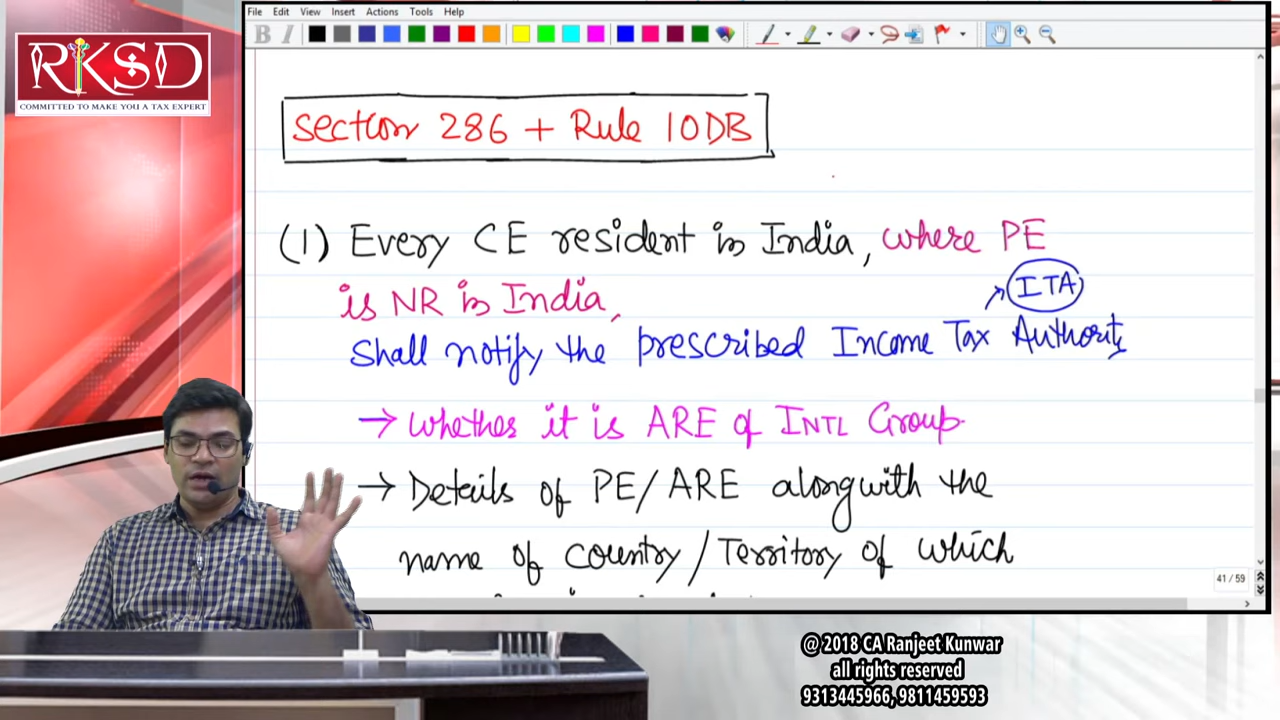 File Edit View Insert Actions Tools Help
B I
RKSD
COMMITTED TO MAKE YOU A TAX EXPERT
Section 286 + Rule 10DB
(1) Every CE resident in India, where PE
is NR in India,
ITA
Shall notify the prescribed Income Tax Authority
→ Whether it is ARE of INTL Group.
→ Details of PE/ARE alongwith the
name of country/Territory of which
41 / 59
@ 2018 CA Ranjeet Kunwar
all rights reserved
9313445966, 9811459593